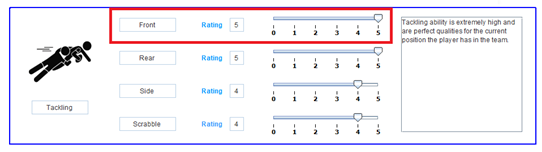 Front Rating 5
0 1 2 3 4 5
Rear Rating 5
0 1 2 3 4 5
Side Rating 4
0 1 2 3 4 5
Scrabble Rating 4
0 1 2 3 4 5
Tackling
Tackling ability is extremely high and
are perfect qualities for the current
position the player has in the team.